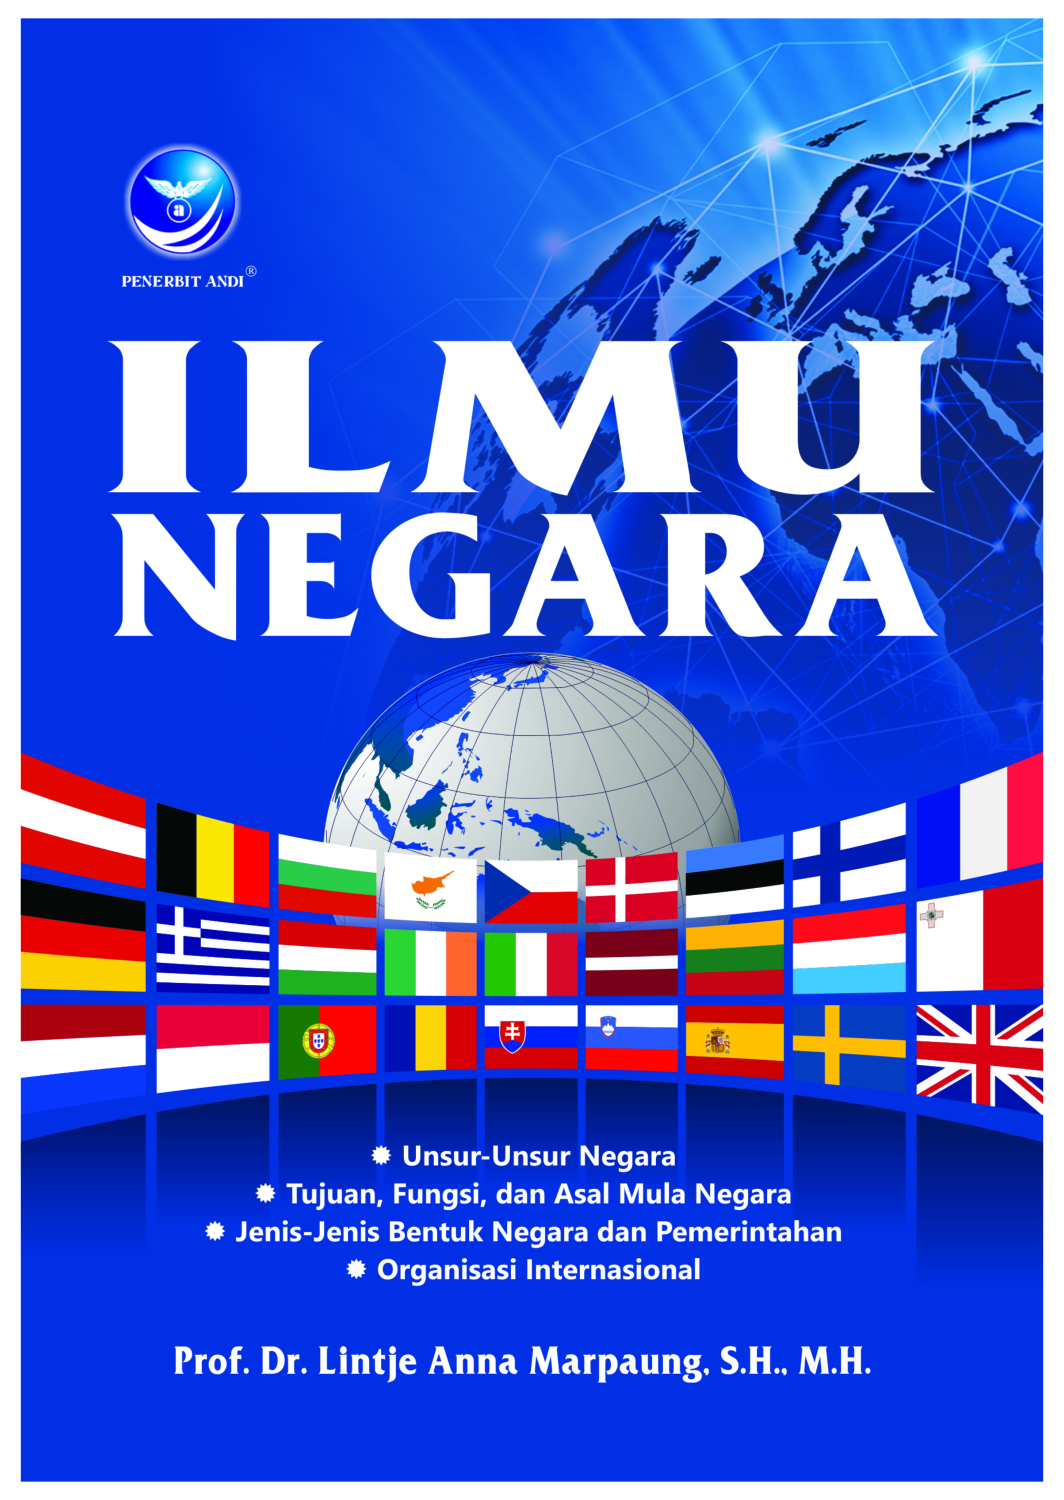 a
PENERBIT ANDI®
ILMU
NEGARA
Unsur-Unsur Negara
Tujuan, Fungsi, dan Asal Mula Negara
Jenis-Jenis Bentuk Negara dan Pemerintahan
Organisasi Internasional
Prof. Dr. Lintje Anna Marpaung, S.H., M.H.